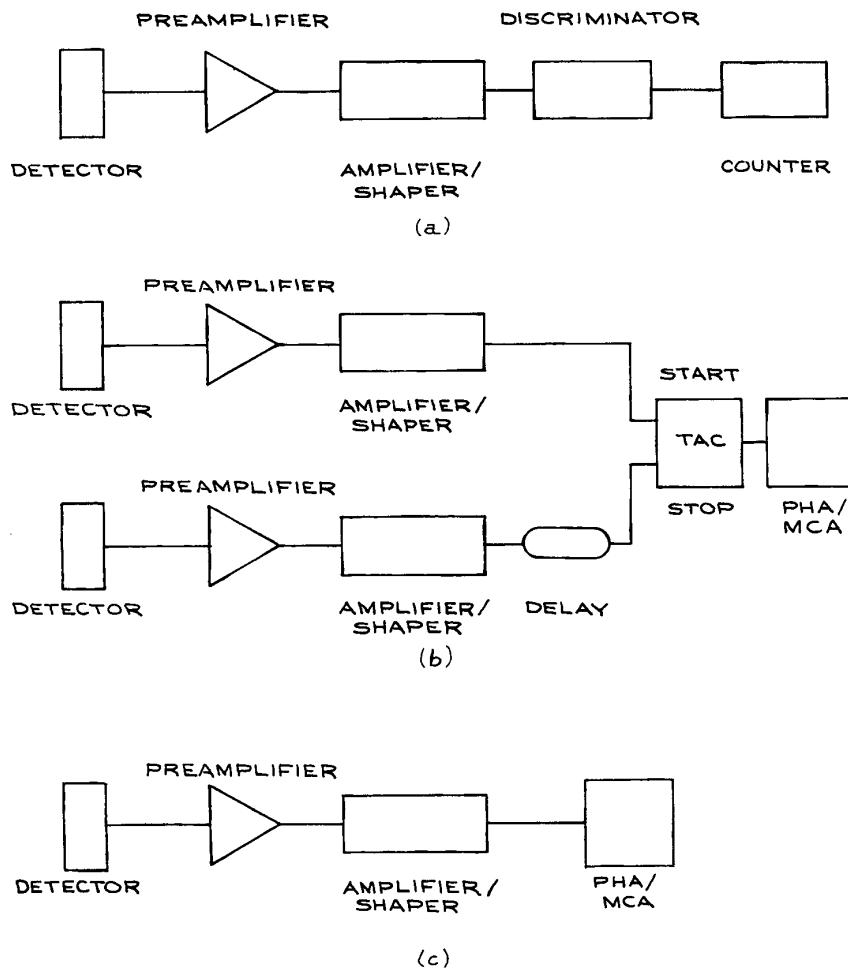 PREAMPLIFIER
DISCRIMINATOR
DETECTOR
AMPLIFIER/
SHAPER
COUNTER
(a)
PREAMPLIFIER
DETECTOR
AMPLIFIER/
SHAPER
START
TAC
STOP
PHA/
MCA
PREAMPLIFIER
DETECTOR
AMPLIFIER/
SHAPER
DELAY
(b)
PREAMPLIFIER
DETECTOR
AMPLIFIER/
SHAPER
PHA/
MCA
(c)